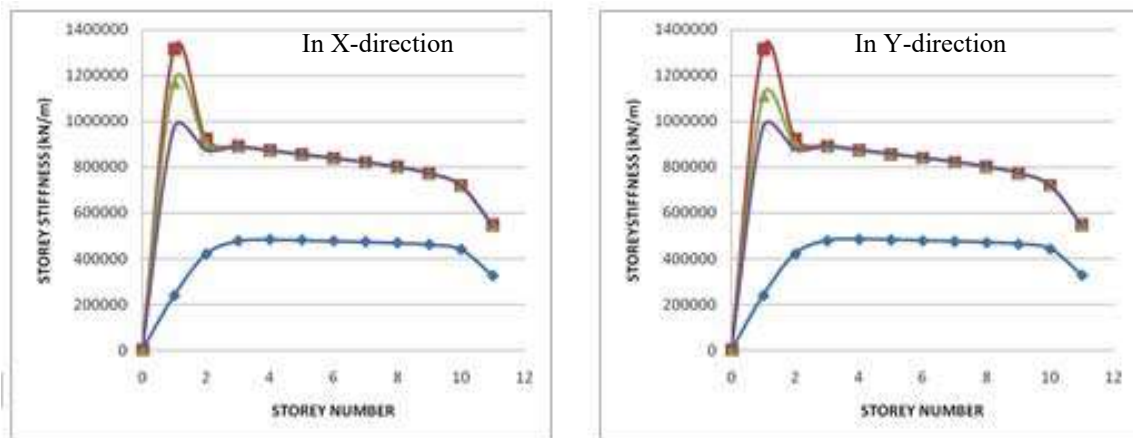 In X-direction
1400000
1200000
1000000
800000
600000
400000
200000
0
STOREY STIFFNESS (kN/m)
0 2 4 6 8 10 12
STOREY NUMBER
In Y-direction
1400000
1200000
1000000
800000
600000
400000
200000
0
STOREYSTIFFNESS (kN/m)
0 2 4 6 8 10 12
STOREY NUMBER